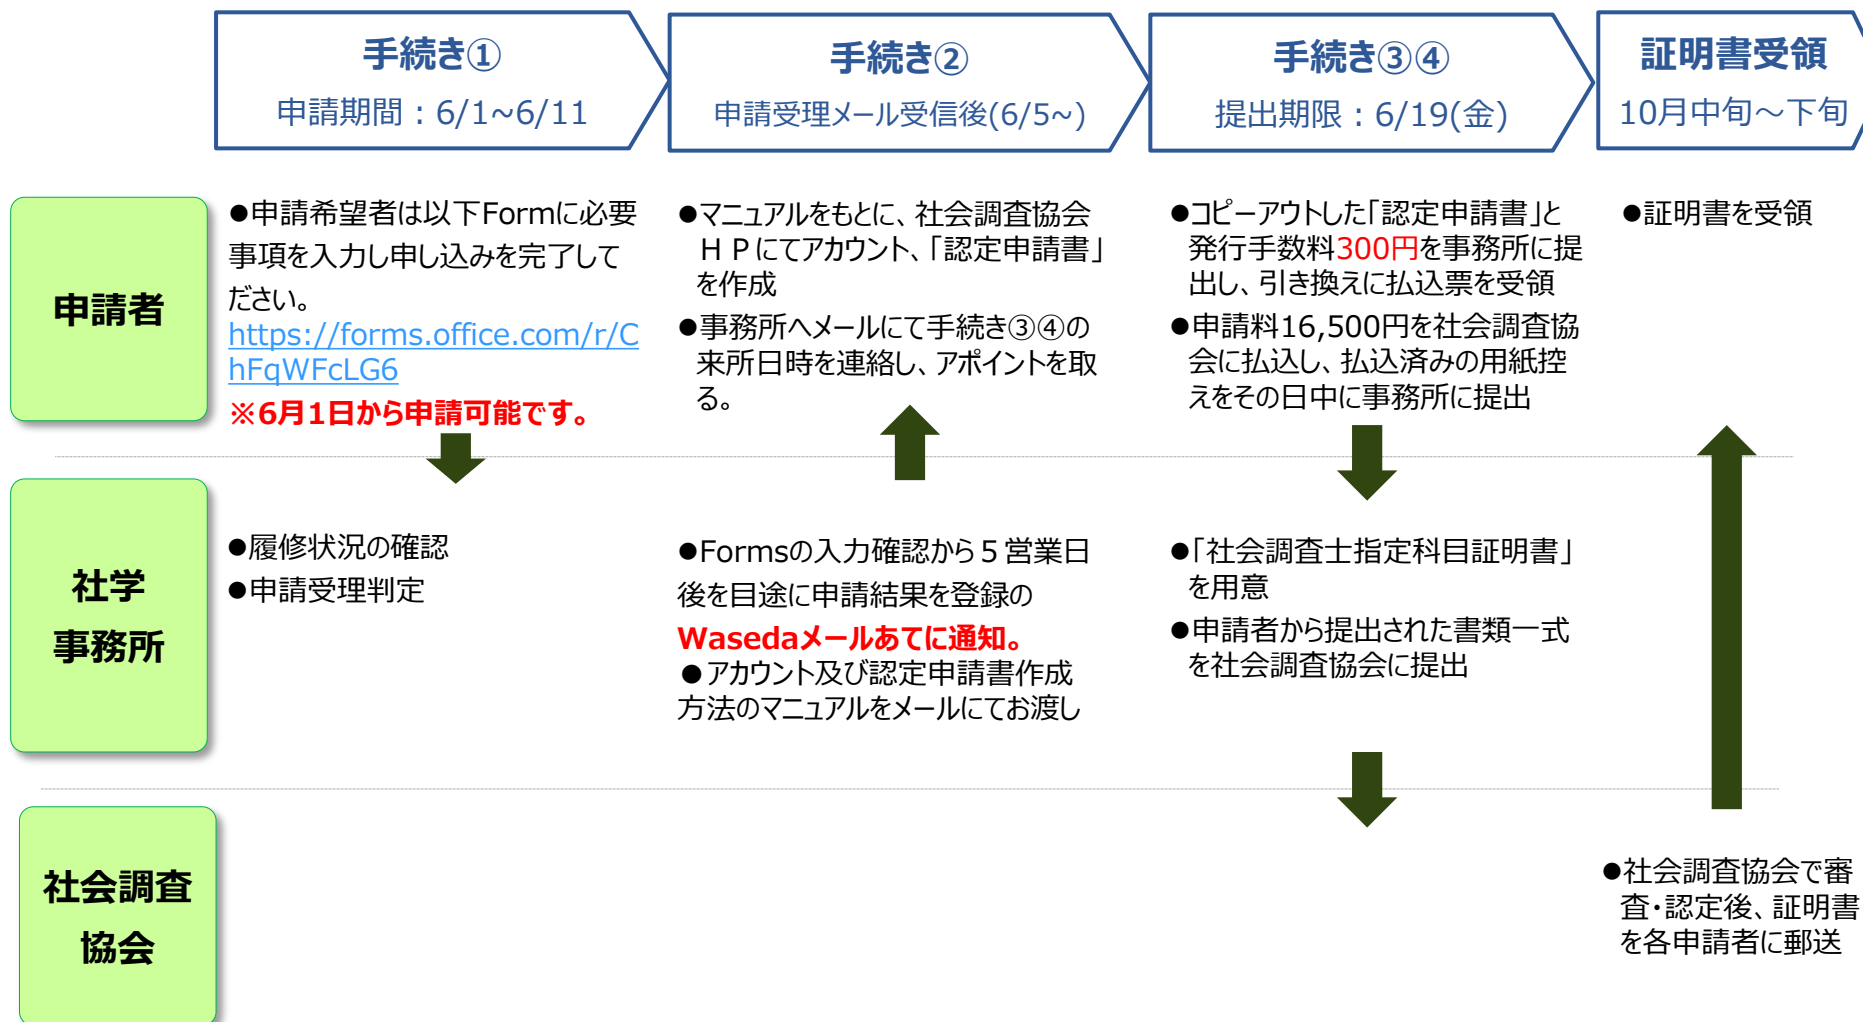 手続き①
申請期間：6/1~6/11
手続き②
申請受理メール受信後(6/5~)
手続き③④
提出期限：6/19(金)
証明書受領
10月中旬～下旬
申請者
●申請希望者は以下Formに必要
事項を入力し申し込みを完了して
ださい。
https://forms.office.com/r/C
hFqWFcLG6
※6月1日から申請可能です。
●マニュアルをもとに、社会調査協会
ＨＰにてアカウント、「認定申請書」
を作成
●事務所へメールにて手続き③④の
来所日時を連絡し、アポイントを取
る。
●コピーアウトした「認定申請書」と
発行手数料300円を事務所に提
出し、引き換えに払込票を受領
●申請料16,500円を社会調査協
会に払込し、払込済みの用紙控
えをその日中に事務所に提出
●証明書を受領
社学
事務所
●履修状況の確認
●申請受理判定
●Formsの入力確認から５営業日
後を目途に申請結果を登録の
Wasedaメールあてに通知。
●アカウント及び認定申請書作成
方法のマニュアルをメールにてお渡し
●「社会調査士指定科目証明書」
を用意
●申請者から提出された書類一式
を社会調査協会に提出
社会調査
協会
●社会調査協会で審
査・認定後、証明書
を各申請者に郵送